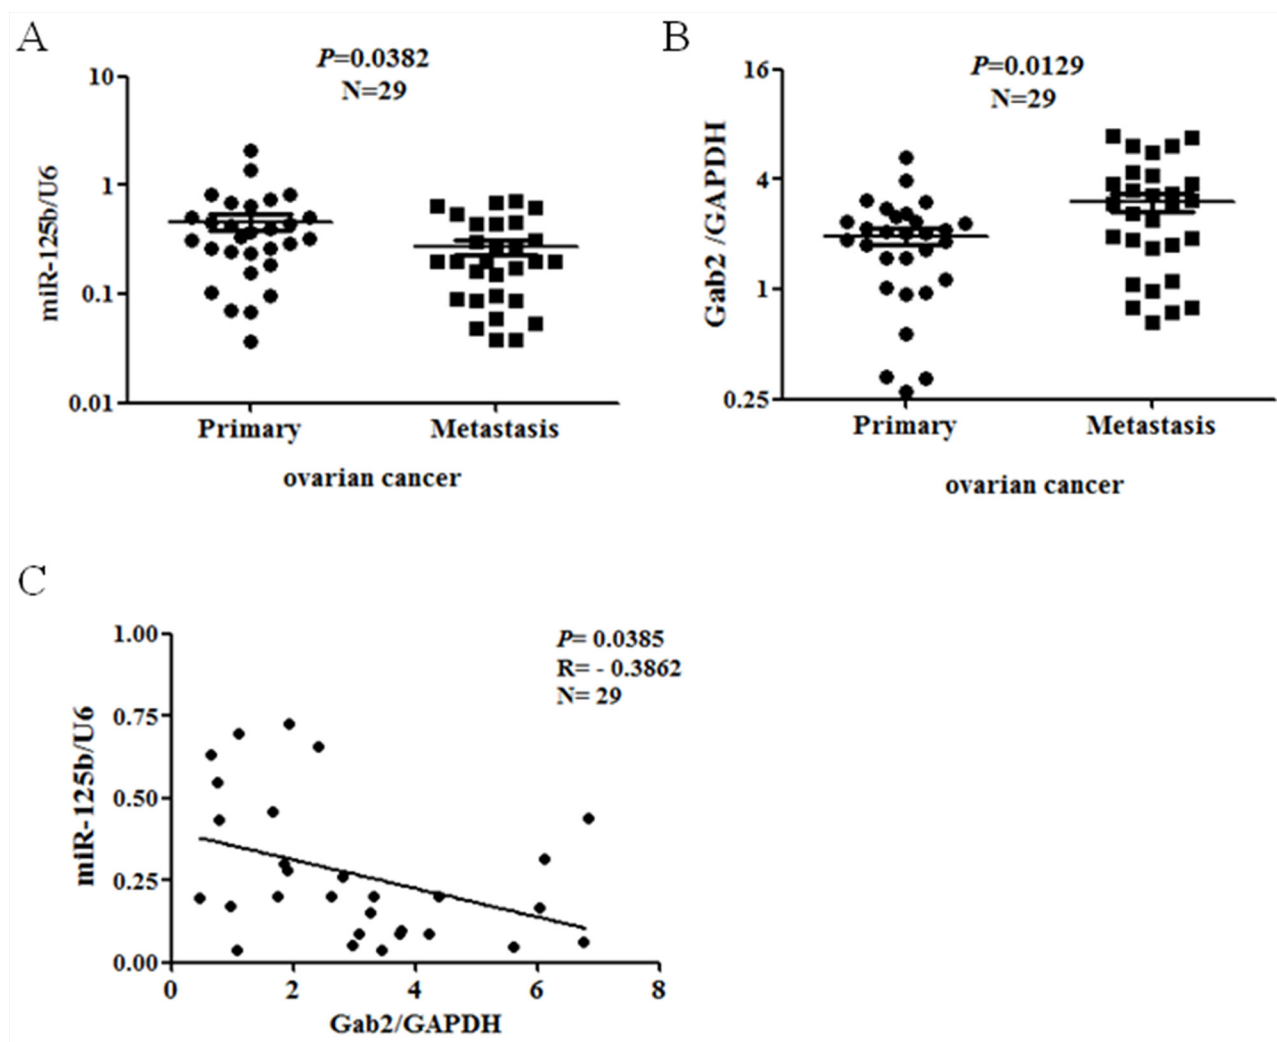 A
P=0.0382
N=29
miR-125b/U6
10
1
0.1
0.01
Primary
Metastasis
ovarian cancer
B
P=0.0129
N=29
Gab2 /GAPDH
16
4
1
0.25
Primary
Metastasis
ovarian cancer
C
P= 0.0385
R= - 0.3862
N= 29
miR-125b/U6
1.00
0.75
0.50
0.25
0.00
0
2
4
6
8
Gab2/GAPDH